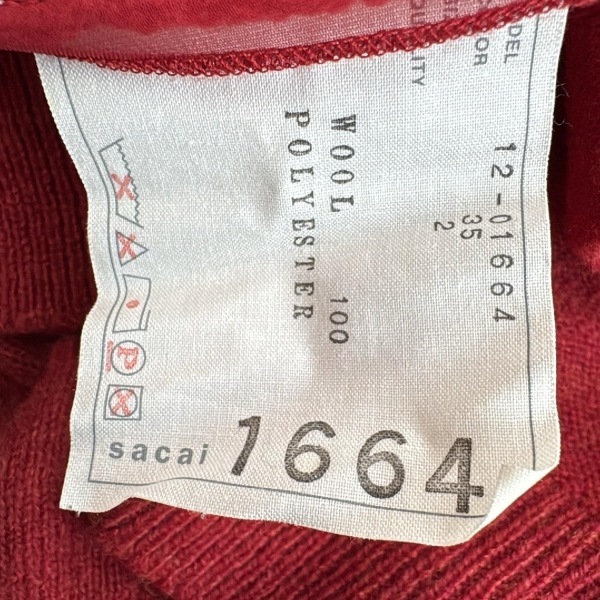 DEL 12-01664
OR 35
2
ITY
WOOL 100
POLYESTER
P
sacai 1664